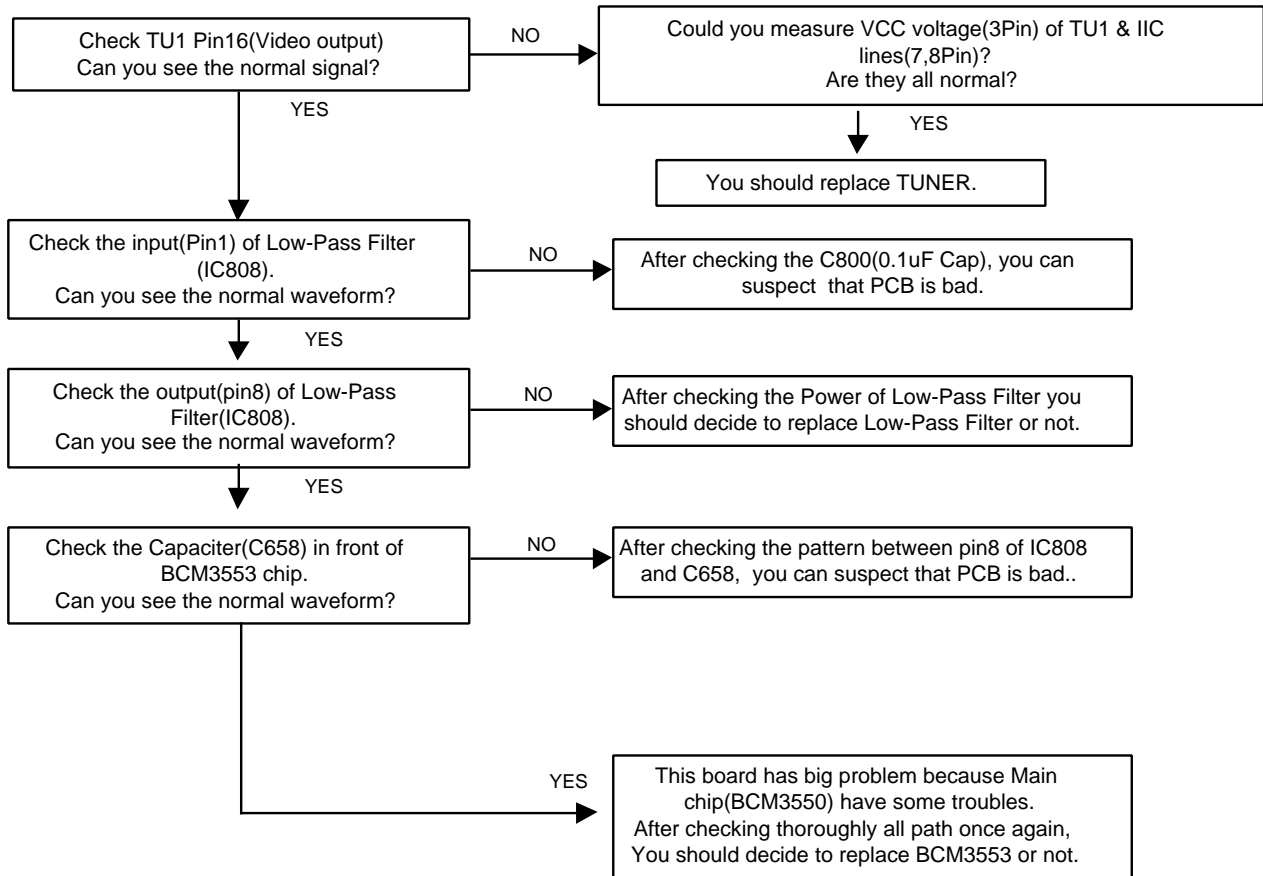 Check TU1 Pin16(Video output)
Can you see the normal signal?
NO
Could you measure VCC voltage(3Pin) of TU1 & IIC
lines(7,8Pin)?
Are they all normal?
YES
YES
You should replace TUNER.
Check the input(Pin1) of Low-Pass Filter
(IC808).
Can you see the normal waveform?
NO
After checking the C800(0.1uF Cap), you can
suspect that PCB is bad.
YES
Check the output(pin8) of Low-Pass
Filter(IC808).
Can you see the normal waveform?
NO
After checking the Power of Low-Pass Filter you
should decide to replace Low-Pass Filter or not.
YES
Check the Capaciter(C658) in front of
BCM3553 chip.
Can you see the normal waveform?
NO
After checking the pattern between pin8 of IC808
and C658, you can suspect that PCB is bad..
YES
This board has big problem because Main
chip(BCM3550) have some troubles.
After checking thoroughly all path once again,
You should decide to replace BCM3553 or not.